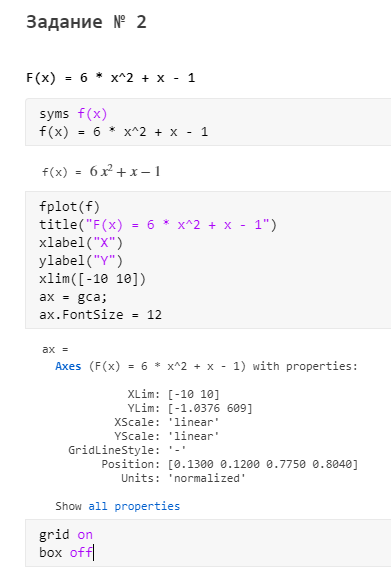 Задание № 2
F(x) = 6 * x^2 + x - 1
syms f(x)
f(x) = 6 * x^2 + x - 1
f(x) = 6 x² + x − 1
fplot(f)
title("F(x) = 6 * x^2 + x - 1")
xlabel("X")
ylabel("Y")
xlim([-10 10])
ax = gca;
ax.FontSize = 12
ax =
Axes (F(x) = 6 * x^2 + x - 1) with properties:
XLim: [-10 10]
YLim: [-1.0376 609]
XScale: 'linear'
YScale: 'linear'
GridLineStyle: '-'
Position: [0.1300 0.1200 0.7750 0.8040]
Units: 'normalized'
Show all properties
grid on
box off